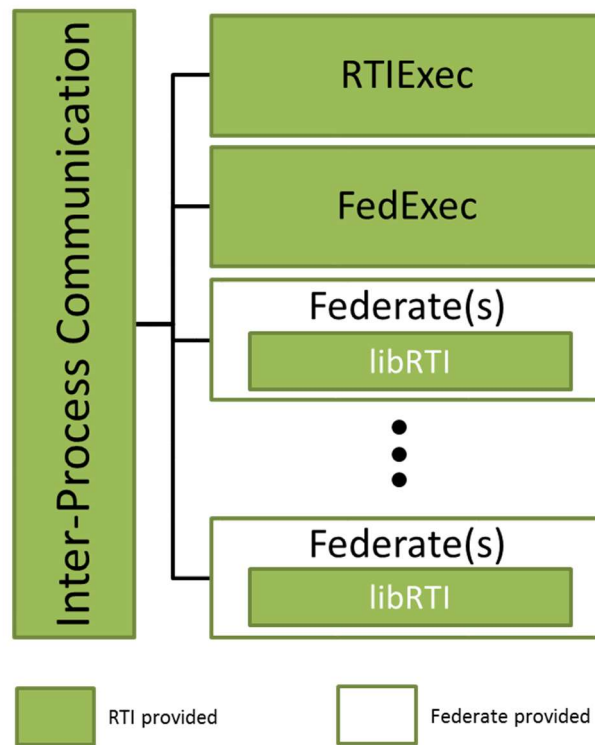 Inter-Process Communication
RTIExec
FedExec
Federate(s)
libRTI
Federate(s)
libRTI
RTI provided
Federate provided